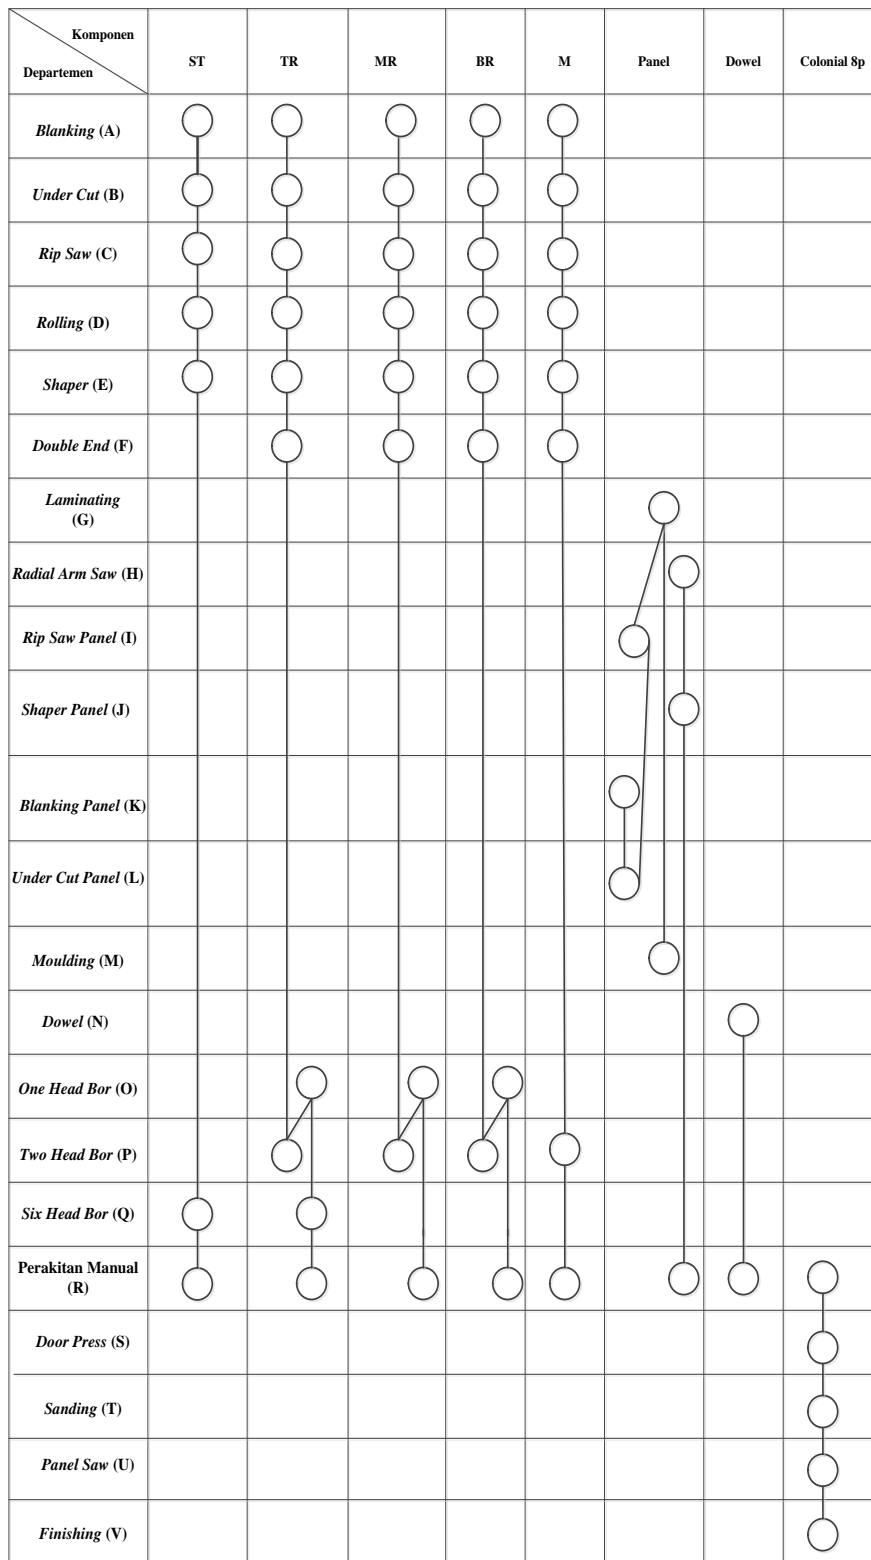 Komponen
Departemen
ST
TR
MR
BR
M
Panel
Dowel
Colonial 8p
Blanking (A)
Under Cut (B)
Rip Saw (C)
Rolling (D)
Shaper (E)
Double End (F)
Laminating
(G)
Radial Arm Saw (H)
Rip Saw Panel (I)
Shaper Panel (J)
Blanking Panel (K)
Under Cut Panel (L)
Moulding (M)
Dowel (N)
One Head Bor (O)
Two Head Bor (P)
Six Head Bor (Q)
Perakitan Manual
(R)
Door Press (S)
Sanding (T)
Panel Saw (U)
Finishing (V)